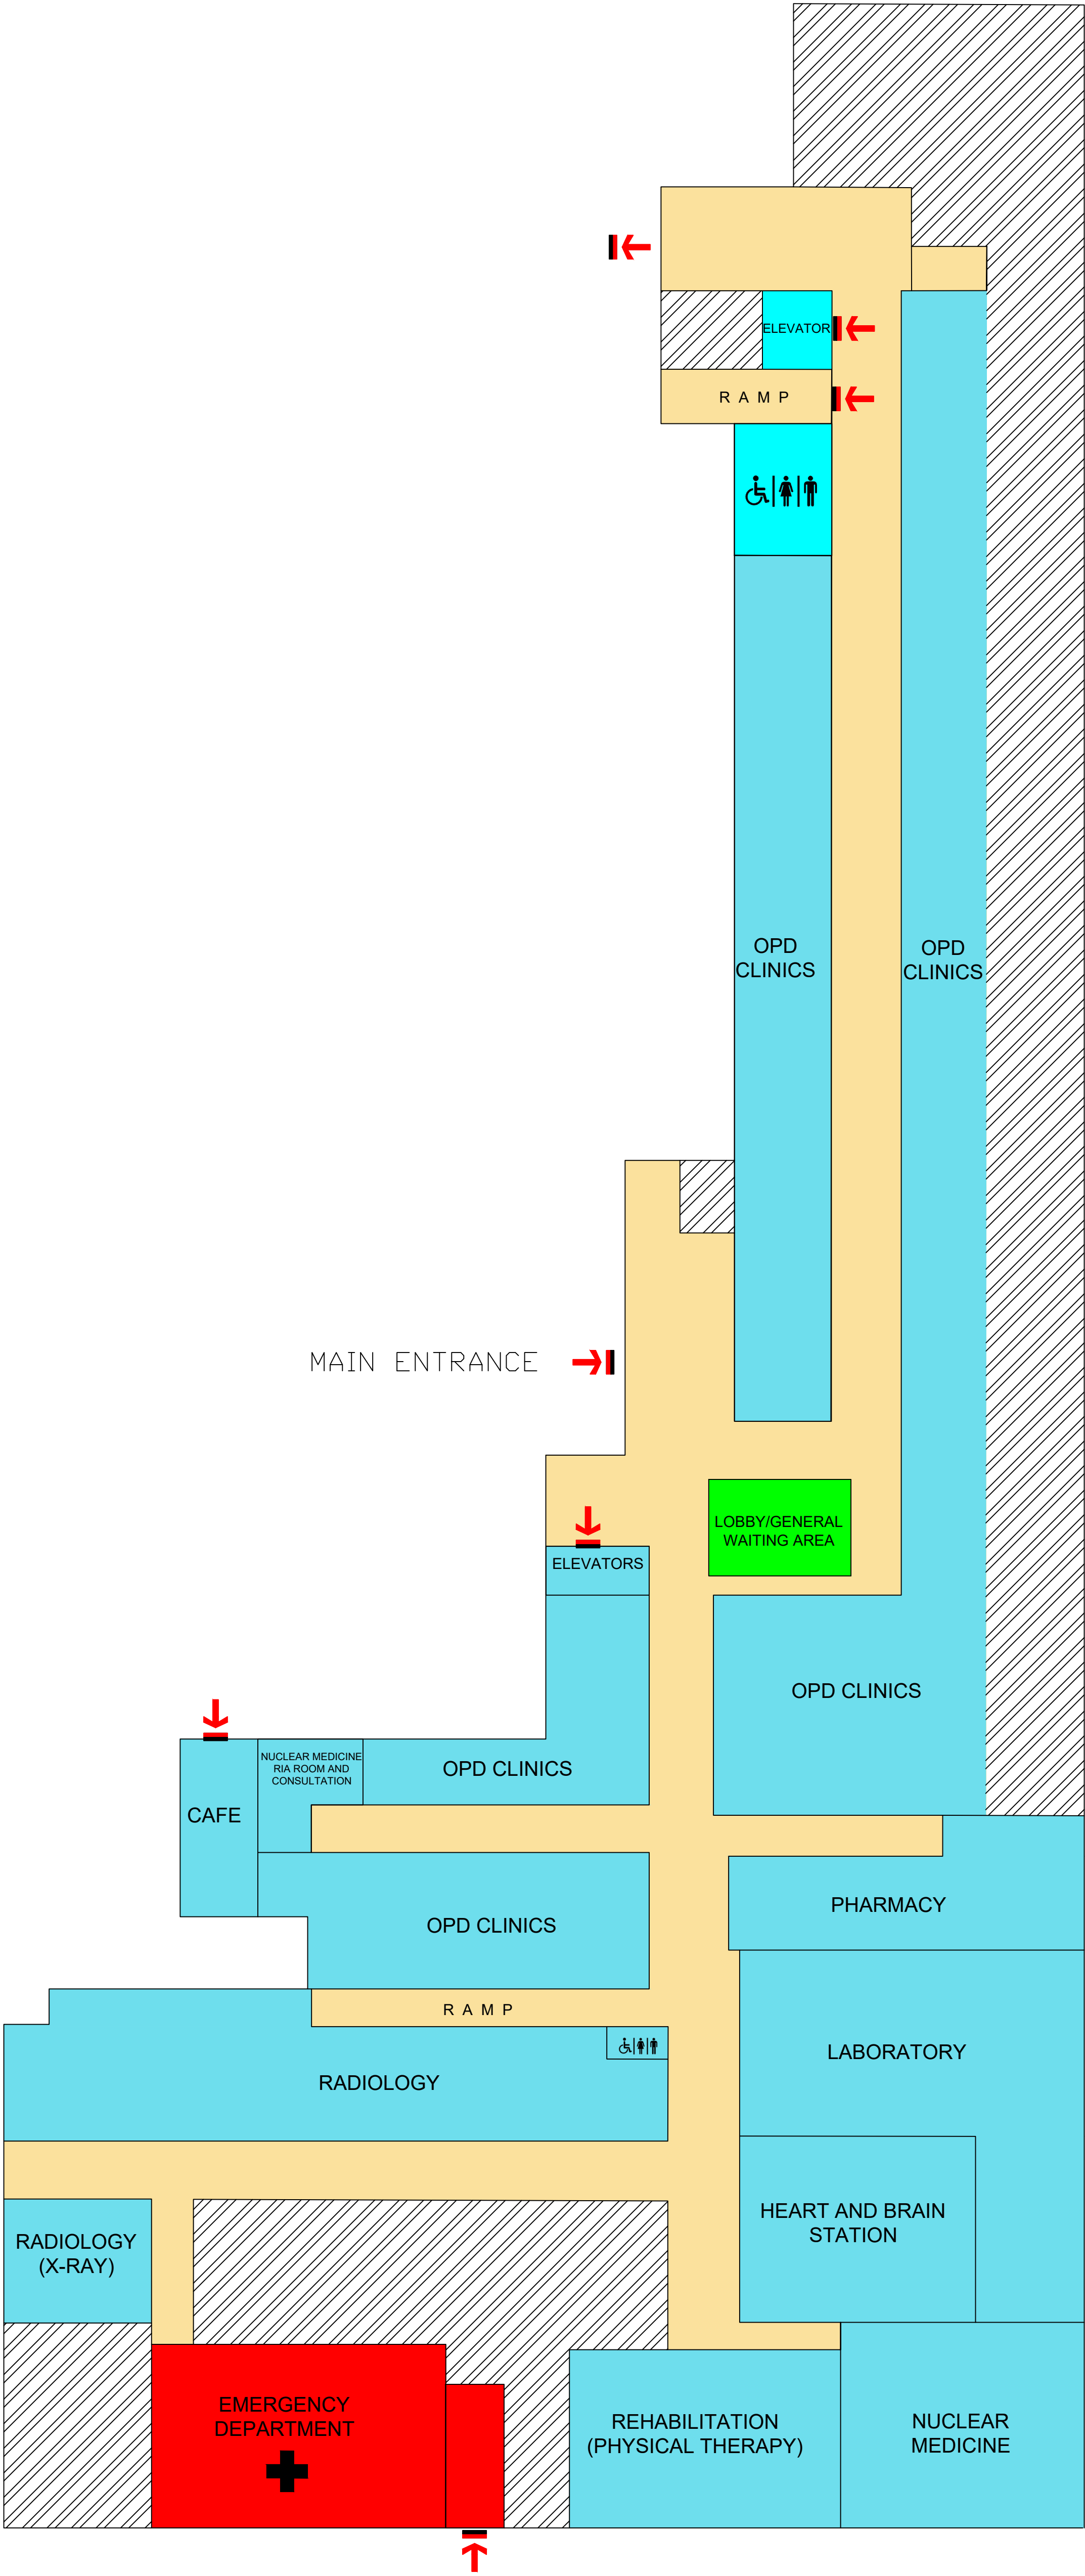 ELEVATOR
R A M P
OPD
CLINICS
OPD
CLINICS
MAIN ENTRANCE
LOBBY/GENERAL
WAITING AREA
ELEVATORS
OPD CLINICS
NUCLEAR MEDICINE
RIA ROOM AND
CONSULTATION
OPD CLINICS
CAFE
PHARMACY
OPD CLINICS
R A M P
LABORATORY
RADIOLOGY
HEART AND BRAIN
STATION
RADIOLOGY
(X-RAY)
EMERGENCY
DEPARTMENT
REHABILITATION
(PHYSICAL THERAPY)
NUCLEAR
MEDICINE